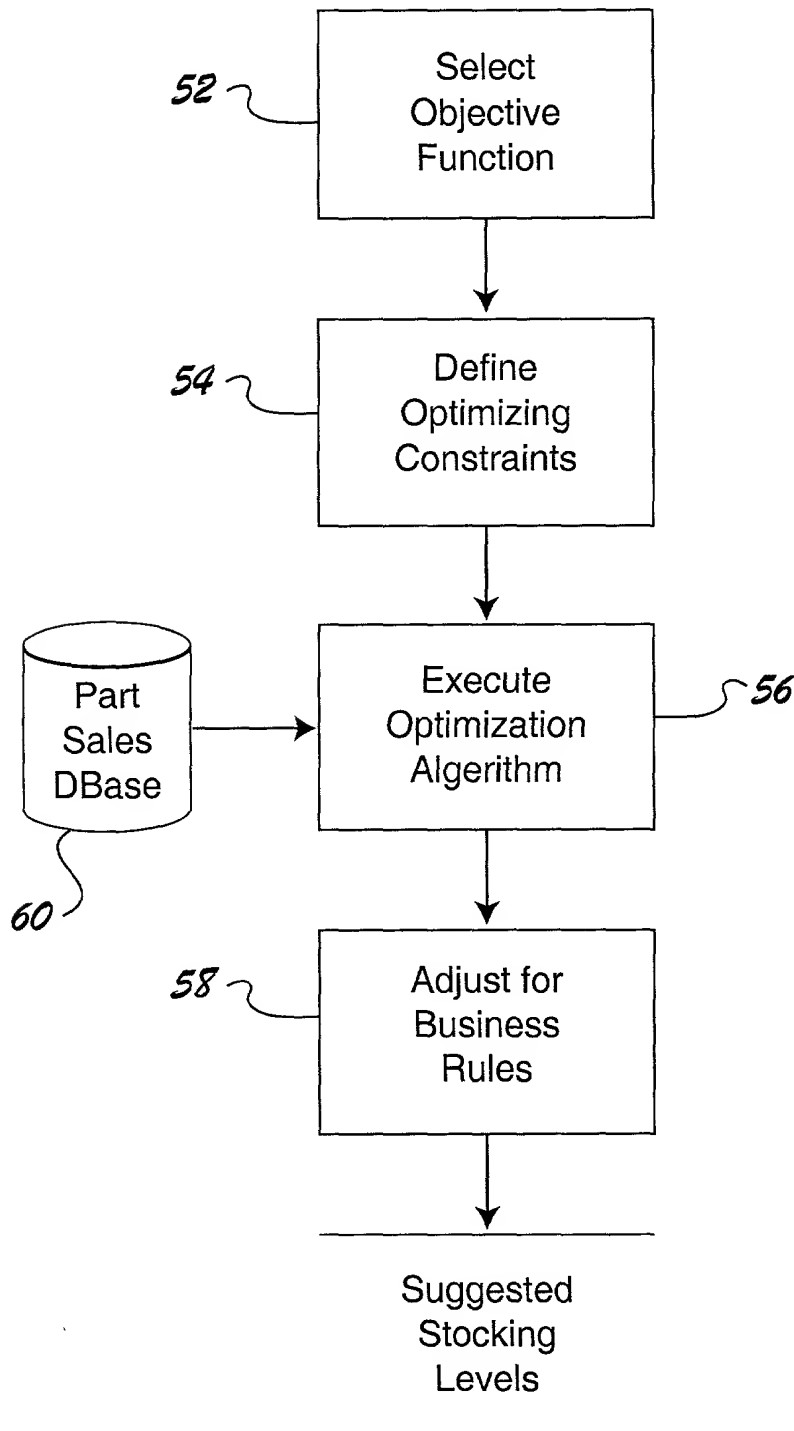 52
Select
Objective
Function
54
Define
Optimizing
Constraints
Part
Sales
DBase
60
Execute
Optimization
Algorithm
56
58
Adjust for
Business
Rules
Suggested
Stocking
Levels